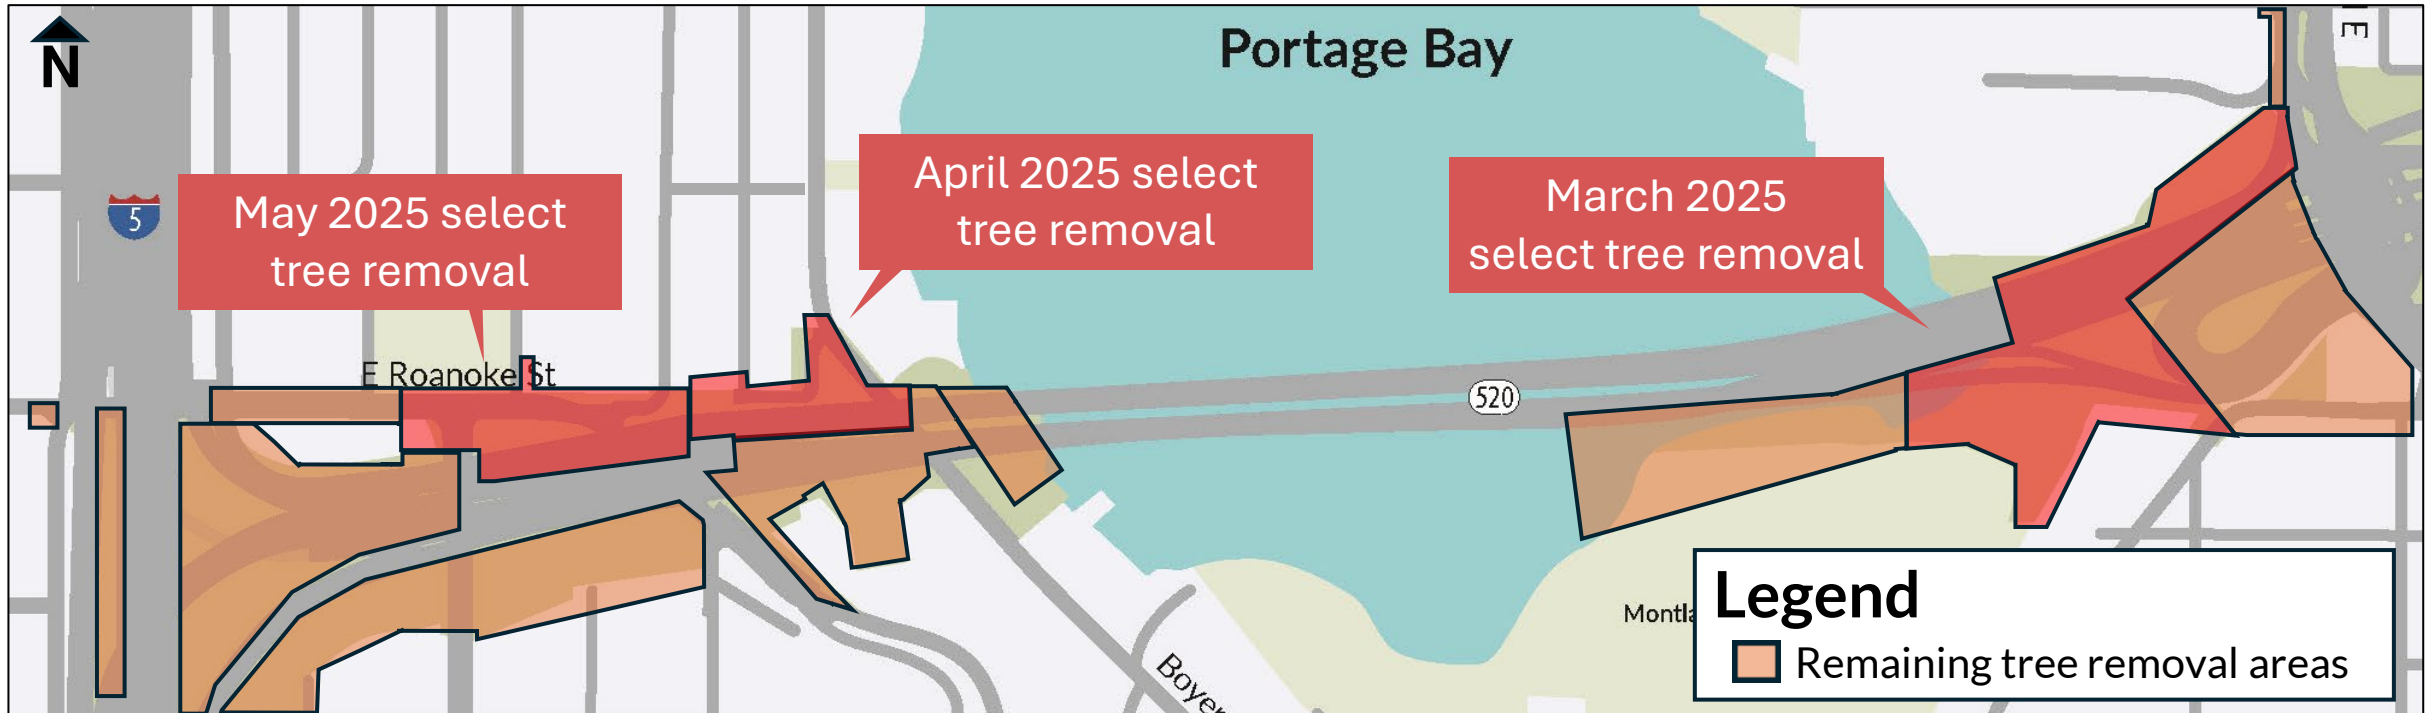 N
Portage Bay
5
May 2025 select
tree removal
April 2025 select
tree removal
March 2025
select tree removal
E Roanoke St
520
Legend
Remaining tree removal areas